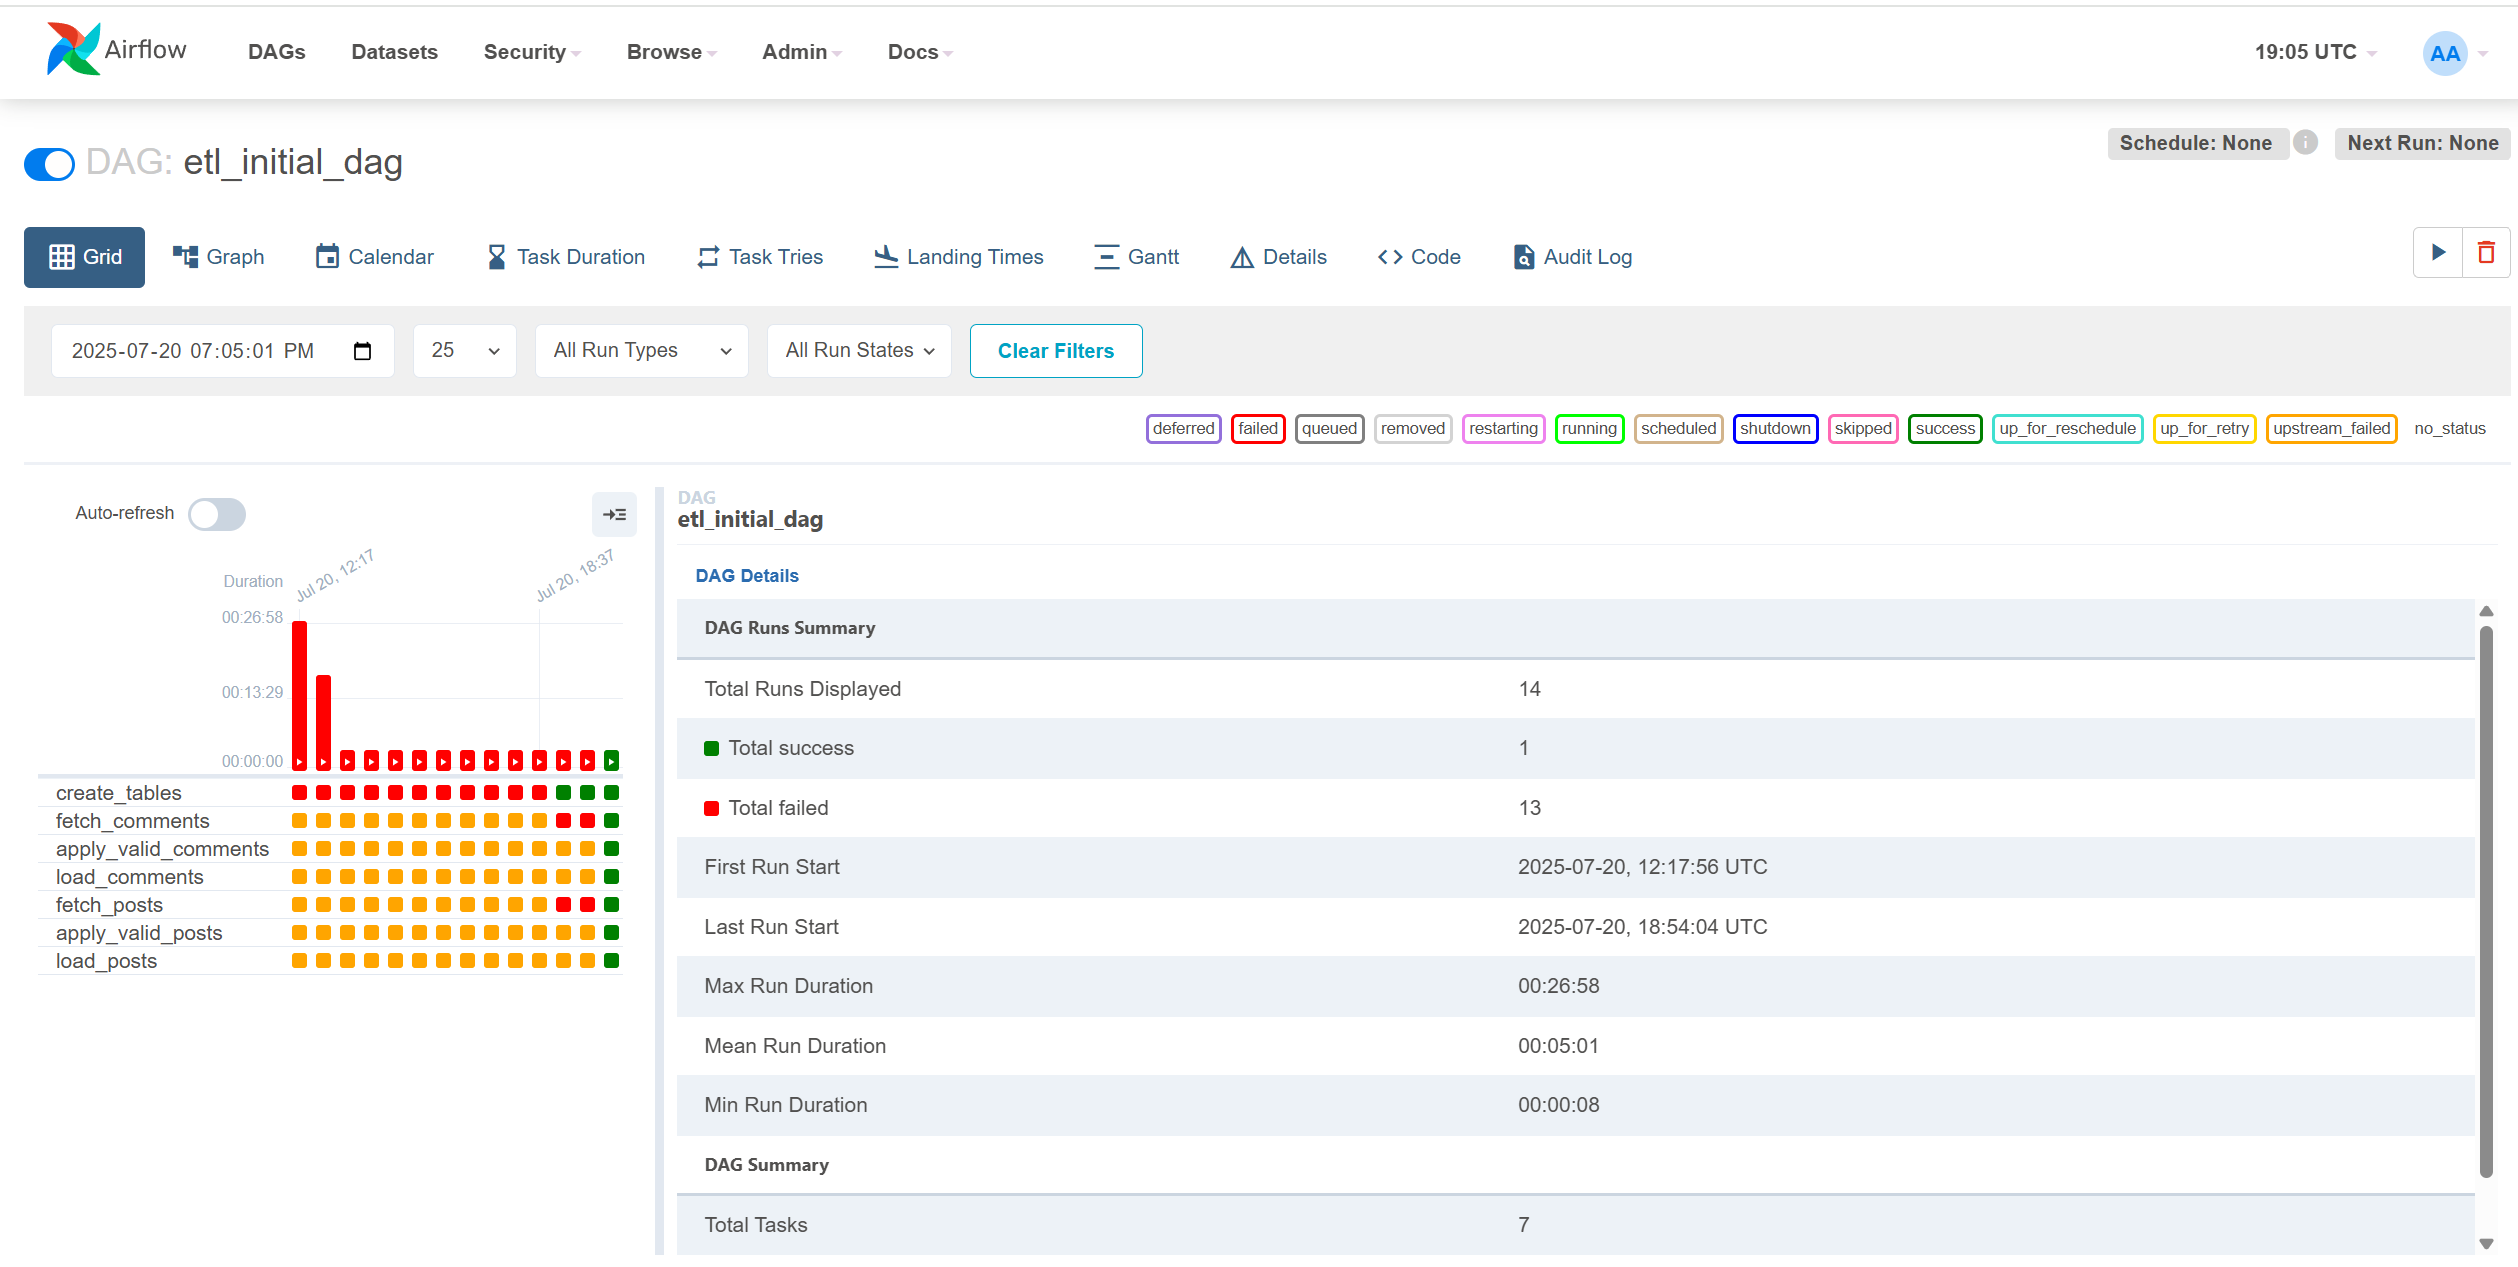 Airflow DAGs Datasets Security Browse Admin Docs 19:05 UTC AA
DAG: etl_initial_dag Schedule: None i Next Run: None
Grid Graph Calendar Task Duration Task Tries Landing Times Gantt Details Code Audit Log
2025-07-20 07:05:01 PM 25 All Run Types All Run States Clear Filters
deferred failed queued removed restarting running scheduled shutdown skipped success up_for_reschedule up_for_retry upstream_failed no_status
Auto-refresh
Duration
Jul 20, 12:17
Jul 20, 18:37
00:26:58
00:13:29
00:00:00
create_tables
fetch_comments
apply_valid_comments
load_comments
fetch_posts
apply_valid_posts
load_posts
DAG
etl_initial_dag
DAG Details
DAG Runs Summary
Total Runs Displayed 14
Total success 1
Total failed 13
First Run Start 2025-07-20, 12:17:56 UTC
Last Run Start 2025-07-20, 18:54:04 UTC
Max Run Duration 00:26:58
Mean Run Duration 00:05:01
Min Run Duration 00:00:08
DAG Summary
Total Tasks 7